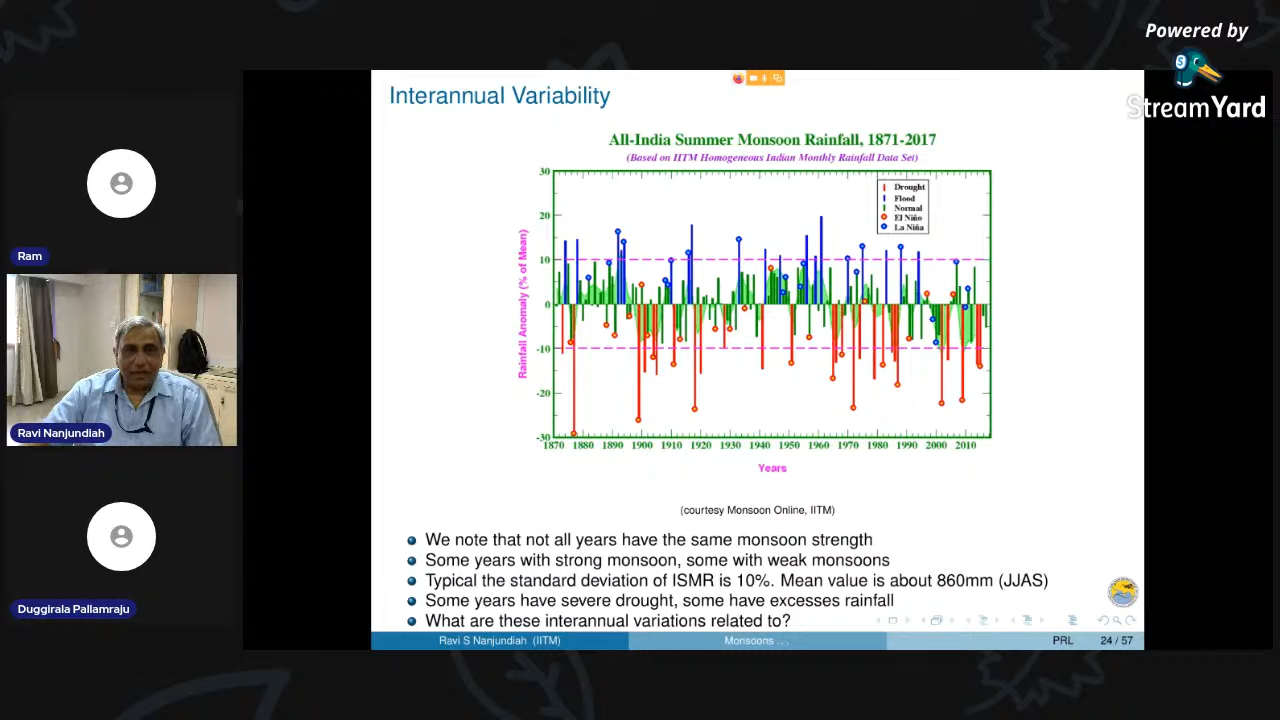 Powered by
StreamYard
Ram
Ravi Nanjundiah
Duggirala Pallamraju
Interannual Variability
All-India Summer Monsoon Rainfall, 1871-2017
(Based on IITM Homogeneous Indian Monthly Rainfall Data Set)
Rainfall Anomaly (% of Mean)
30
20
10
0
-10
-20
-30
Drought
Flood
Normal
El Niño
La Niña
1870 1880 1890 1900 1910 1920 1930 1940 1950 1960 1970 1980 1990 2000 2010
Years
(courtesy Monsoon Online, IITM)
We note that not all years have the same monsoon strength
Some years with strong monsoon, some with weak monsoons
Typical the standard deviation of ISMR is 10%. Mean value is about 860mm (JJAS)
Some years have severe drought, some have excesses rainfall
What are these interannual variations related to?
Ravi S Nanjundiah (IITM) Monsoons ... PRL 24 / 57